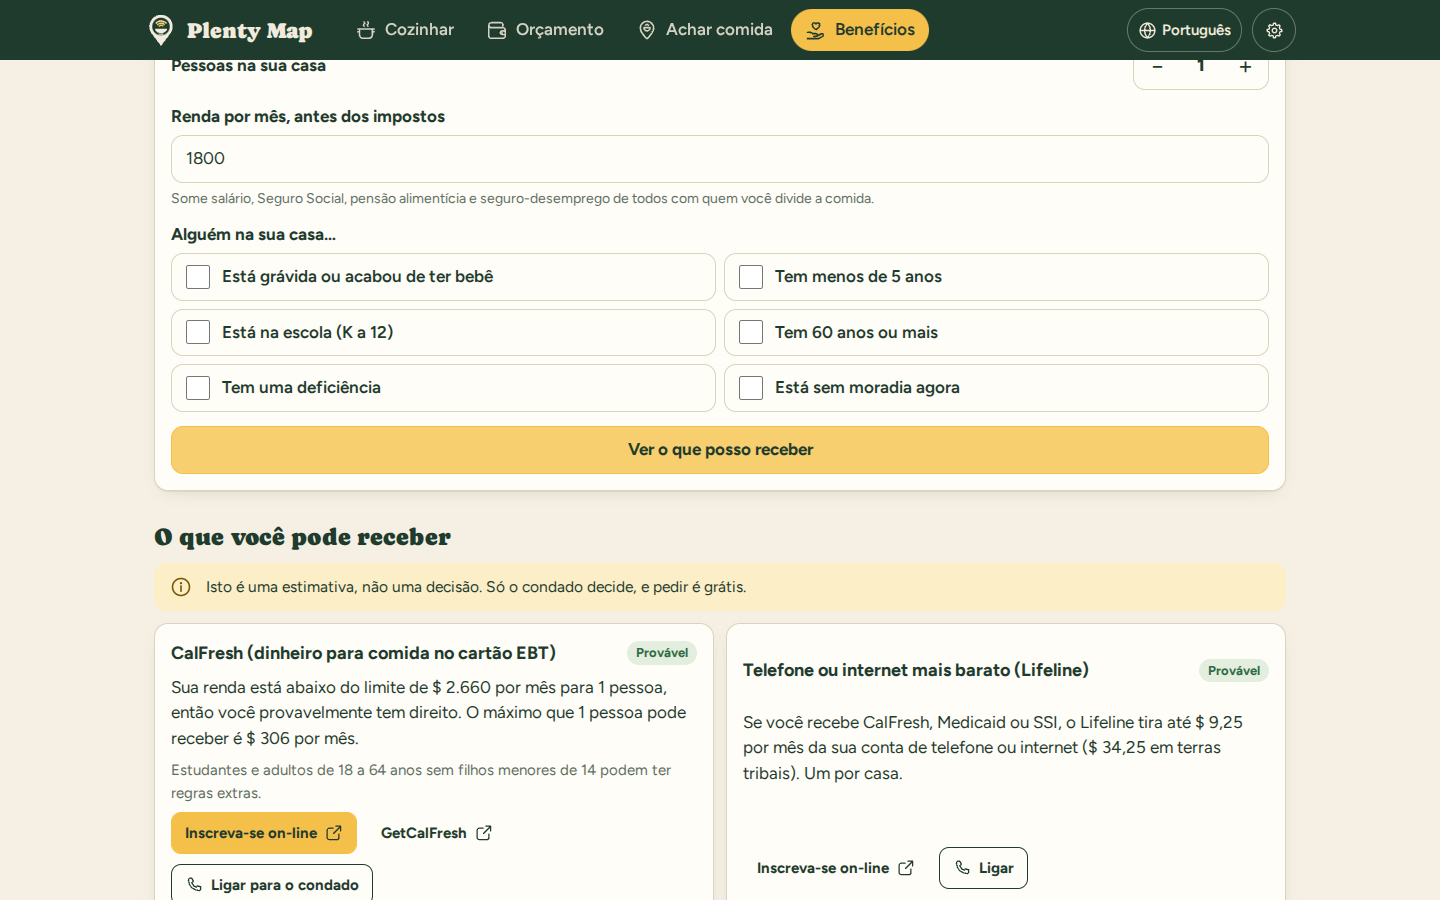 Plenty Map
Cozinhar
Orçamento
Achar comida
Benefícios
Português
Pessoas na sua casa
− 1 +
Renda por mês, antes dos impostos
1800
Some salário, Seguro Social, pensão alimentícia e seguro-desemprego de todos com quem você divide a comida.
Alguém na sua casa...
Está grávida ou acabou de ter bebê
Tem menos de 5 anos
Está na escola (K a 12)
Tem 60 anos ou mais
Tem uma deficiência
Está sem moradia agora
Ver o que posso receber
O que você pode receber
Isto é uma estimativa, não uma decisão. Só o condado decide, e pedir é grátis.
CalFresh (dinheiro para comida no cartão EBT)
Provável
Sua renda está abaixo do limite de $ 2.660 por mês para 1 pessoa,
então você provavelmente tem direito. O máximo que 1 pessoa pode
receber é $ 306 por mês.
Estudantes e adultos de 18 a 64 anos sem filhos menores de 14 podem ter
regras extras.
Inscreva-se on-line
GetCalFresh
Ligar para o condado
Telefone ou internet mais barato (Lifeline)
Provável
Se você recebe CalFresh, Medicaid ou SSI, o Lifeline tira até $ 9,25
por mês da sua conta de telefone ou internet ($ 34,25 em terras
tribais). Um por casa.
Inscreva-se on-line
Ligar